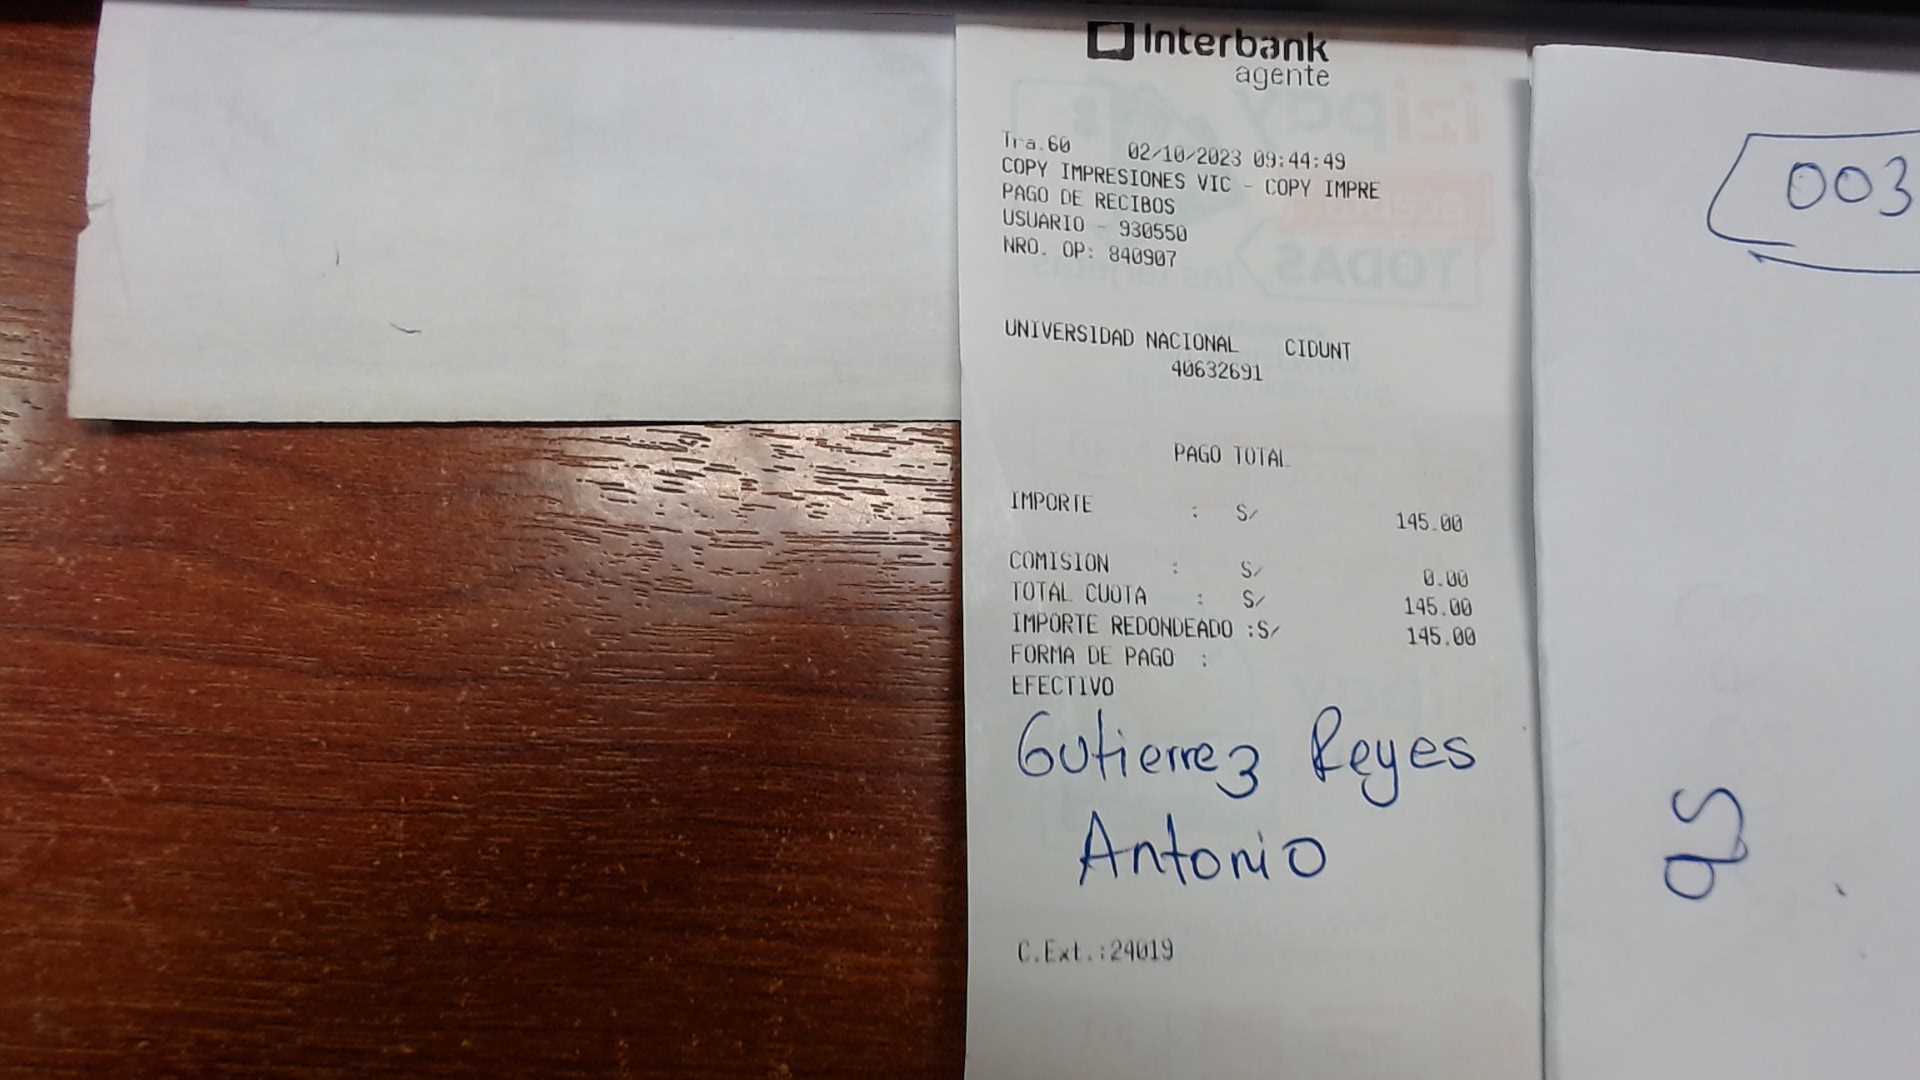 Interbank
agente
Tra.60 02/10/2023 09:44:49
COPY IMPRESIONES VIC - COPY IMPRE
PAGO DE RECIBOS
USUARIO - 930550
NRO. OP: 840907
UNIVERSIDAD NACIONAL CIDUNT
40632691
PAGO TOTAL
IMPORTE : S/ 145.00
COMISION : S/ 0.00
TOTAL CUOTA : S/ 145.00
IMPORTE REDONDEADO :S/ 145.00
FORMA DE PAGO :
EFECTIVO
Gutierrez Reyes
Antonio
C.Ext.:24019
003